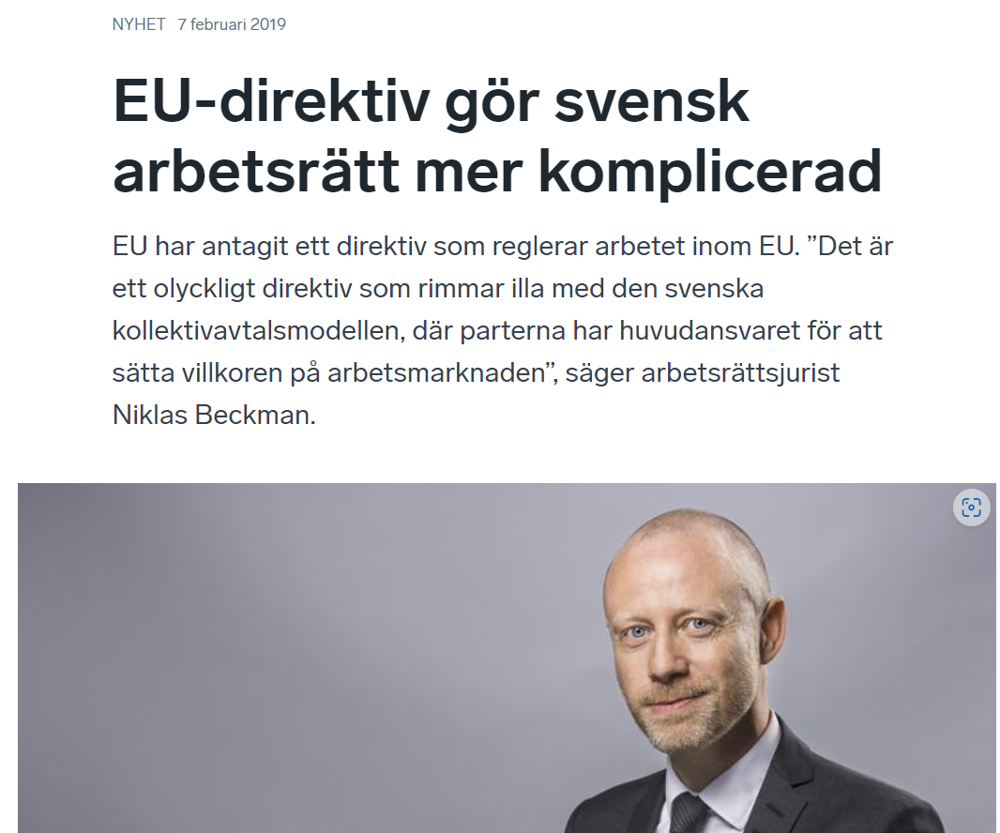 NYHET 7 februari 2019
EU-direktiv gör svensk
arbetsrätt mer komplicerad
EU har antagit ett direktiv som reglerar arbetet inom EU. ”Det är
ett olyckligt direktiv som rimmar illa med den svenska
kollektivavtalsmodellen, där parterna har huvudansvaret för att
sätta villkoren på arbetsmarknaden”, säger arbetsrättsjurist
Niklas Beckman.